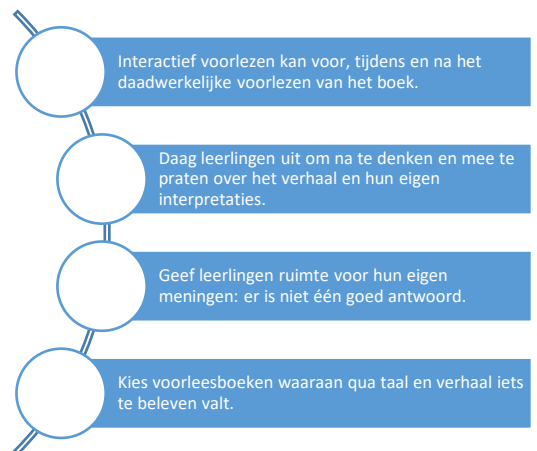 Interactief voorlezen kan voor, tijdens en na het
daadwerkelijke voorlezen van het boek.
Daag leerlingen uit om na te denken en mee te
praten over het verhaal en hun eigen
interpretaties.
Geef leerlingen ruimte voor hun eigen
meningen: er is niet één goed antwoord.
Kies voorleesboeken waaraan qua taal en verhaal iets
te beleven valt.